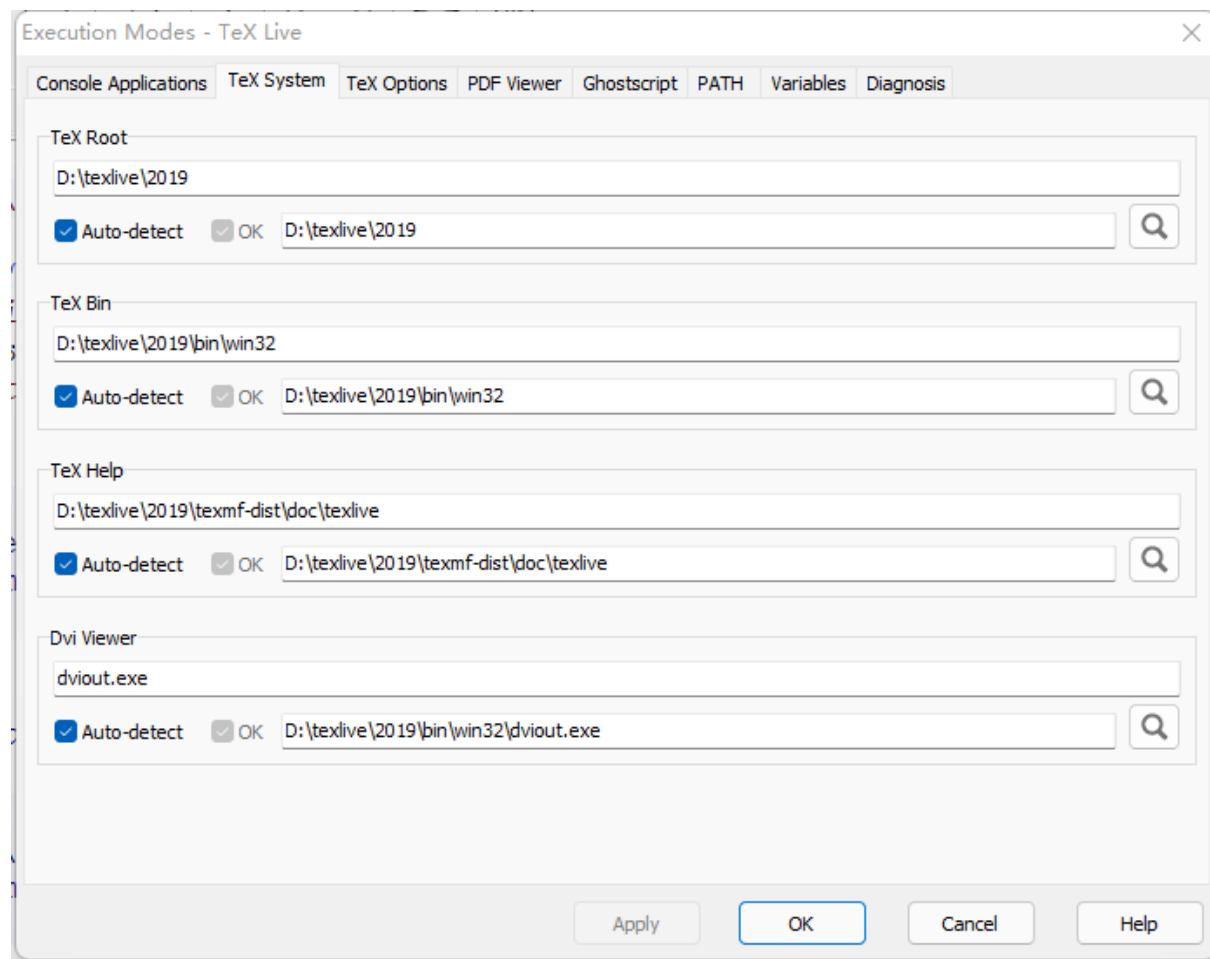 Execution Modes - TeX Live
Console Applications TeX System TeX Options PDF Viewer Ghostscript PATH Variables Diagnosis
TeX Root
D:\texlive\2019
Auto-detect OK D:\texlive\2019
TeX Bin
D:\texlive\2019\bin\win32
Auto-detect OK D:\texlive\2019\bin\win32
TeX Help
D:\texlive\2019\texmf-dist\doc\texlive
Auto-detect OK D:\texlive\2019\texmf-dist\doc\texlive
Dvi Viewer
dviout.exe
Auto-detect OK D:\texlive\2019\bin\win32\dviout.exe
Apply OK Cancel Help